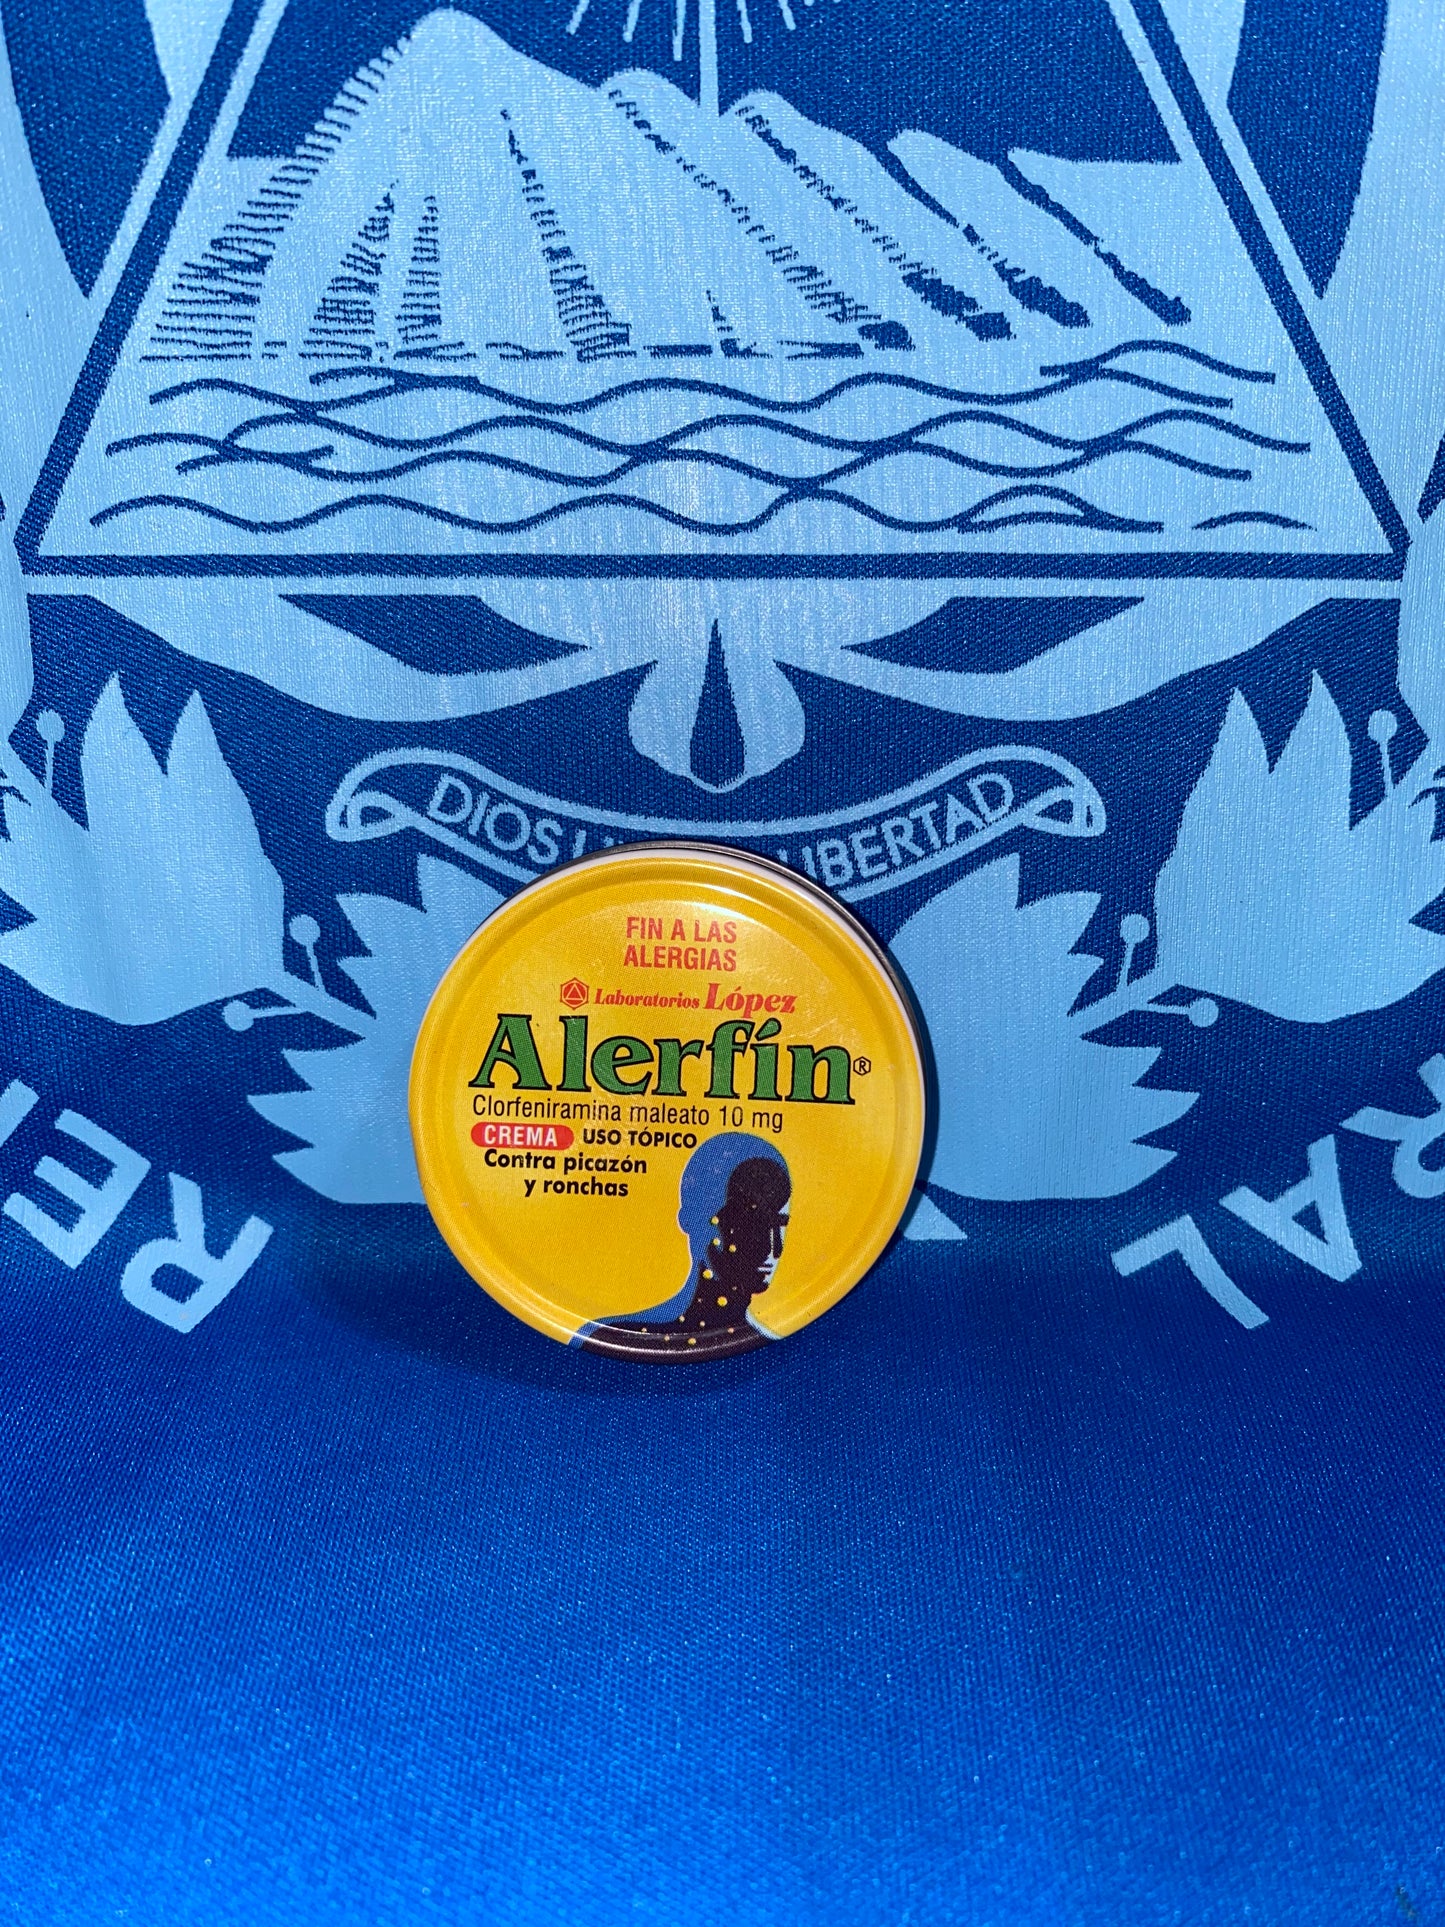 DIOS LIBERTAD
FIN A LAS
ALERGIAS
Laboratorios López
Alerfín®
Clorfeniramina maleato 10 mg
CREMA USO TÓPICO
Contra picazón
y ronchas